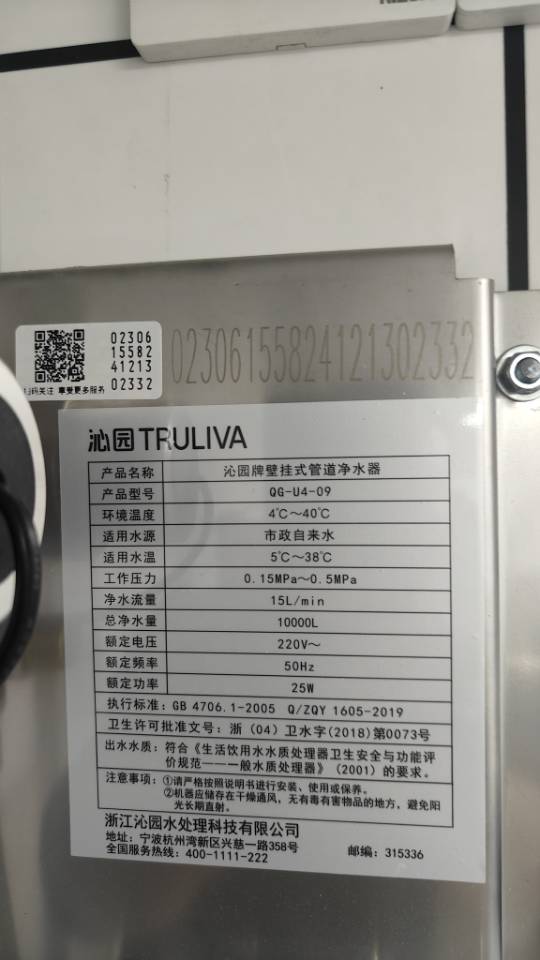 02306
15582
41213
02332
扫码关注 享受更多服务
02306155824121302332
沁园TRULIVA
产品名称 沁园牌壁挂式管道净水器
产品型号 QG-U4-09
环境温度 4℃～40℃
适用水源 市政自来水
适用水温 5℃～38℃
工作压力 0.15MPa～0.5MPa
净水流量 15L/min
总净水量 10000L
额定电压 220V～
额定频率 50Hz
额定功率 25W
执行标准：GB 4706.1-2005 Q/ZQY 1605-2019
卫生许可批准文号：浙（04）卫水字(2018)第0073号
出水水质：符合《生活饮用水水质处理器卫生安全与功能评
价规范——一般水质处理器》（2001）的要求。
注意事项：①请严格按照说明书进行安装、使用或保养。
②机器应储存在干燥通风，无有毒有害物品的地方，避免阳
光长期直射。
浙江沁园水处理科技有限公司
地址：宁波杭州湾新区兴慈一路358号
全国服务热线：400-1111-222 邮编：315336